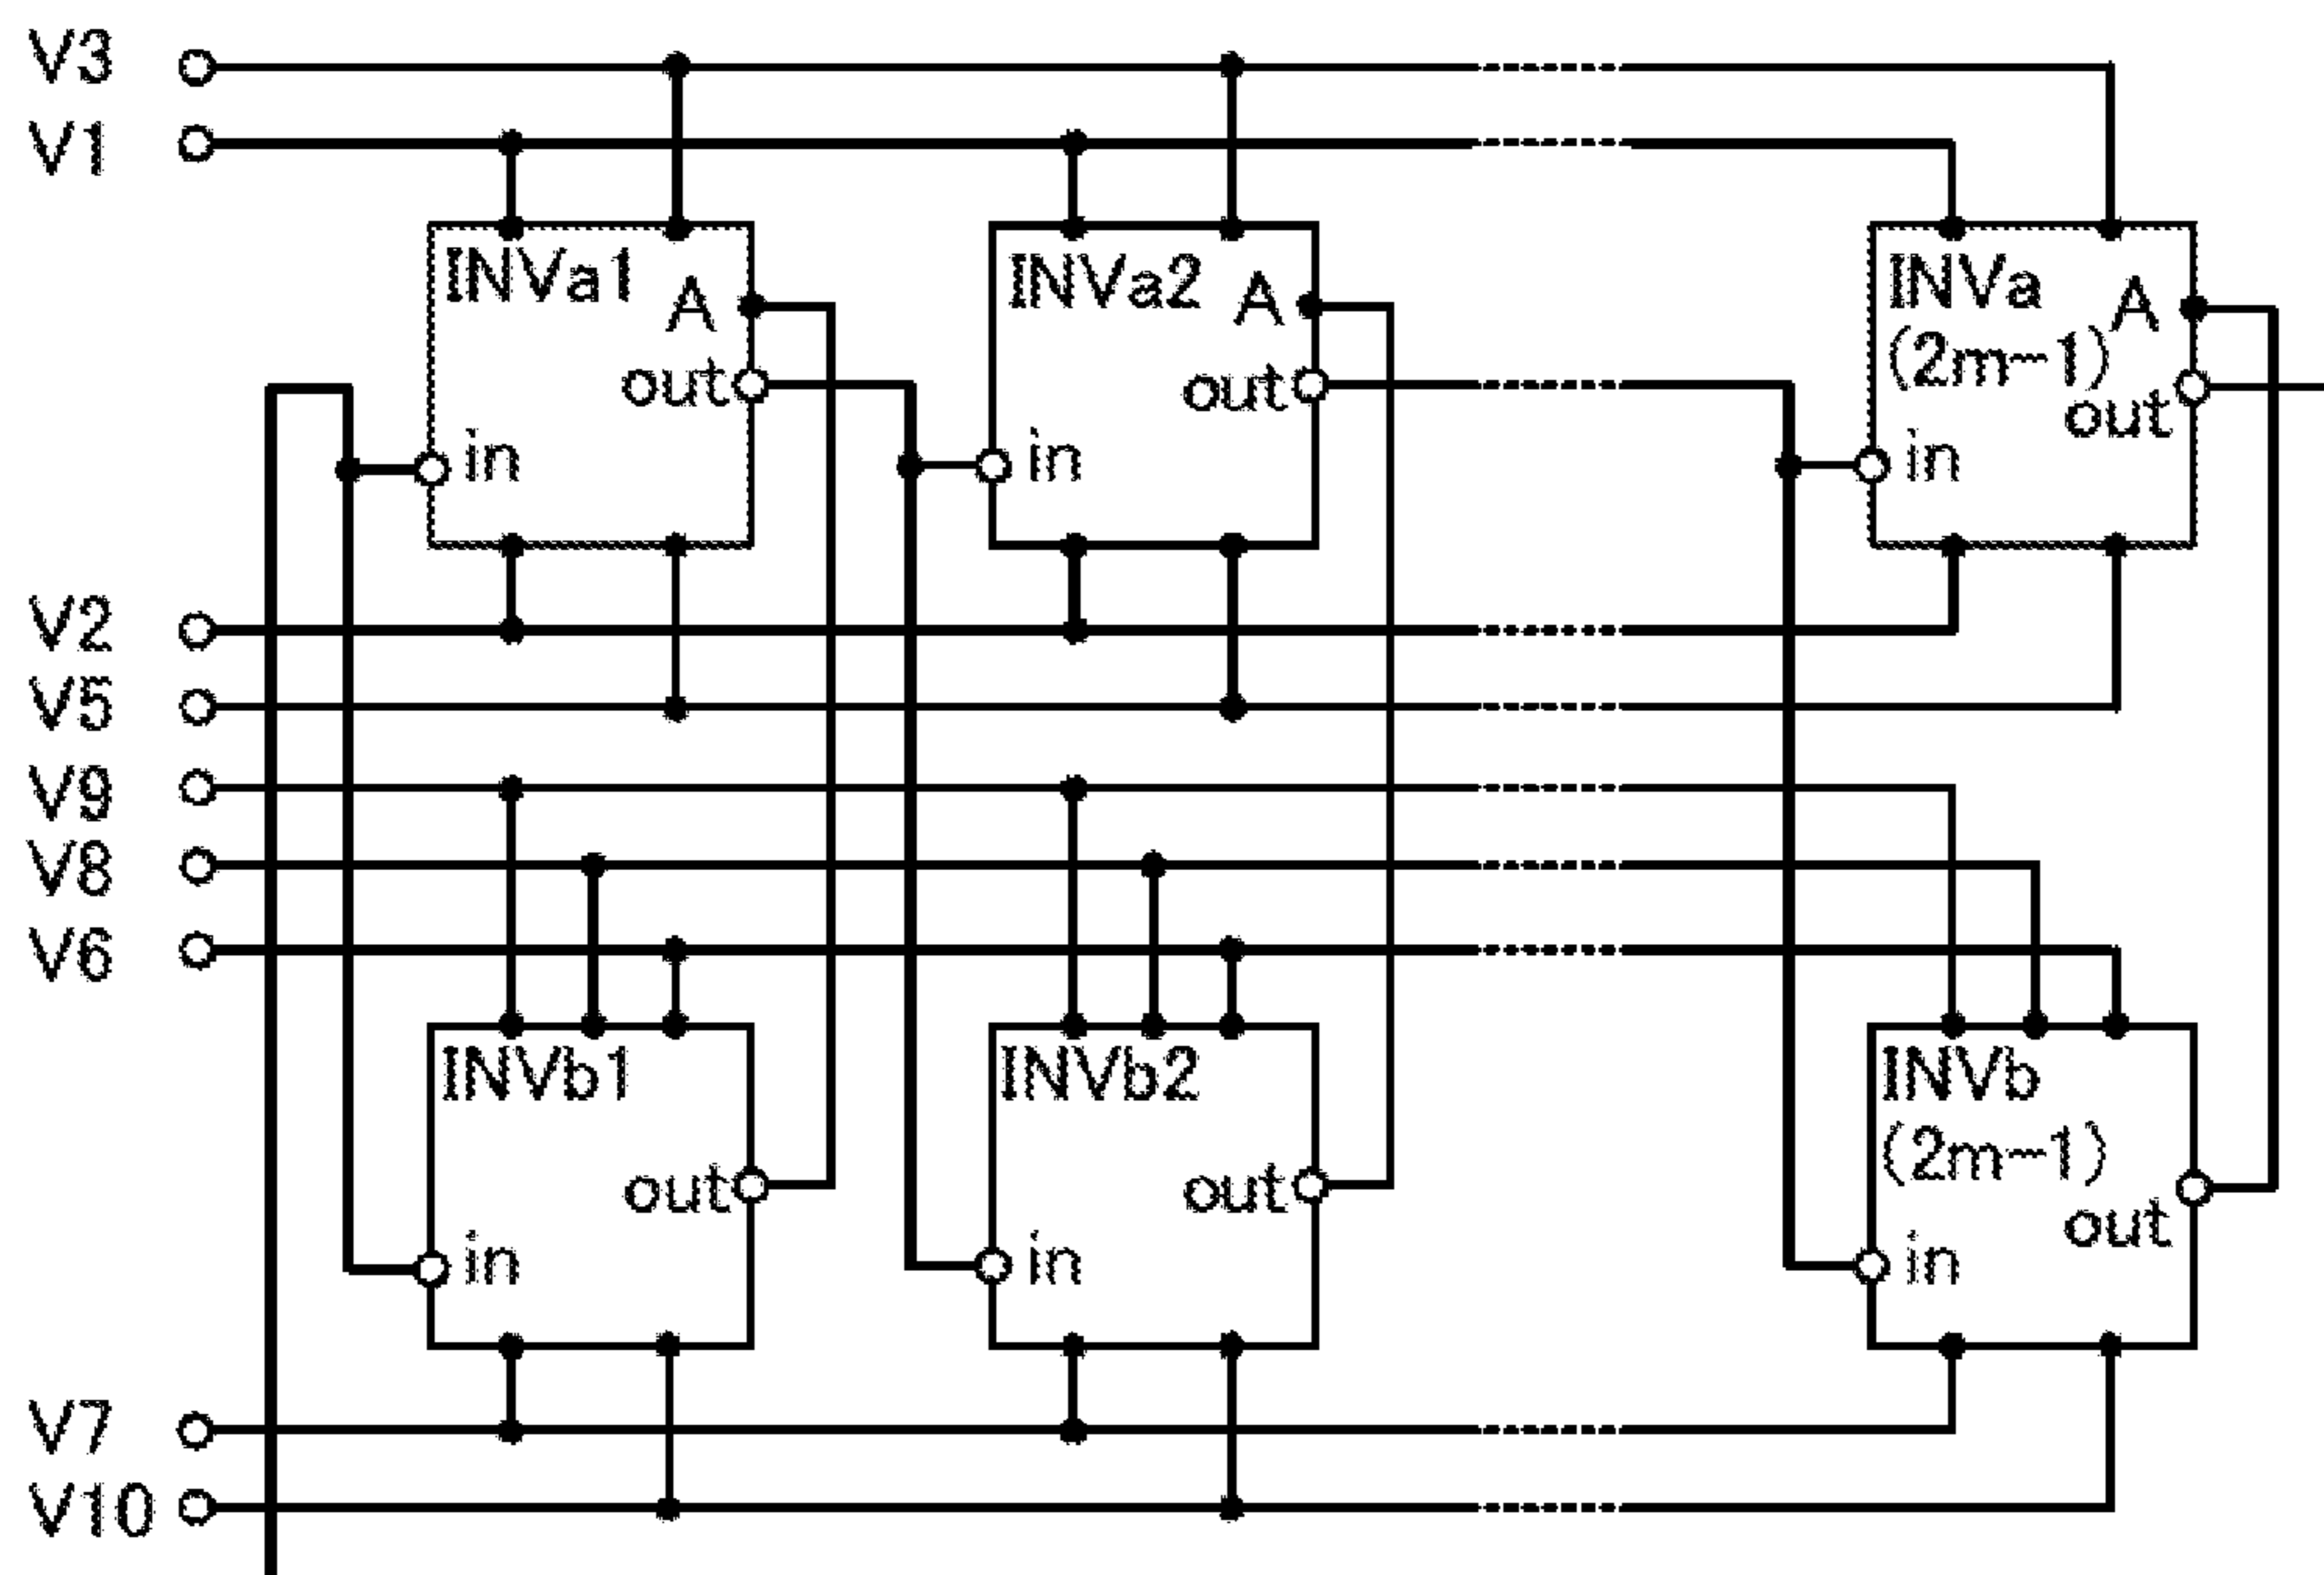 V3
V1
INVa1
A
out
in
INVa2
A
out
in
INVa
(2m-1)
A
out
in
V2
V5
V9
V8
V6
INVb1
out
in
INVb2
out
in
INVb
(2m-1)
out
in
V7
V10